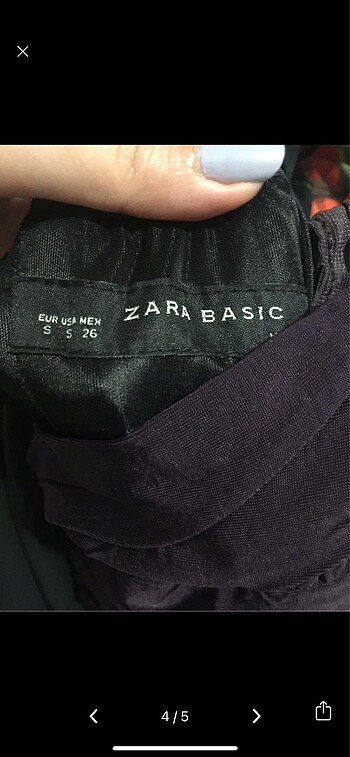 EUR USA MEX
S S 26
ZARA BASIC
4/5